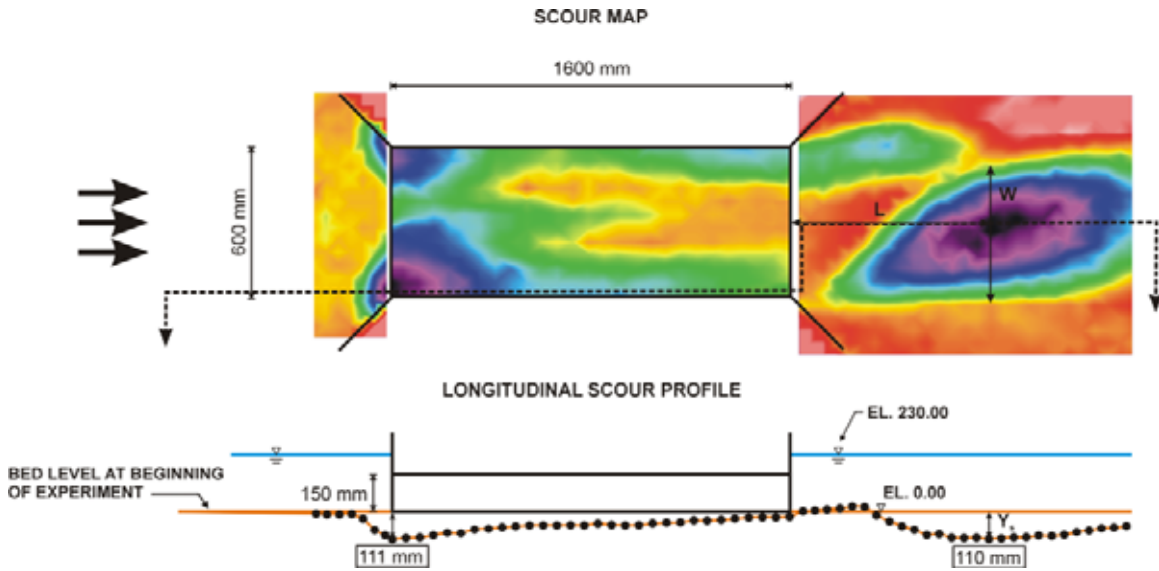 SCOUR MAP
1600 mm
600 mm
W
L
LONGITUDINAL SCOUR PROFILE
EL. 230.00
BED LEVEL AT BEGINNING
OF EXPERIMENT
150 mm
EL. 0.00
Yₛ
111 mm
110 mm